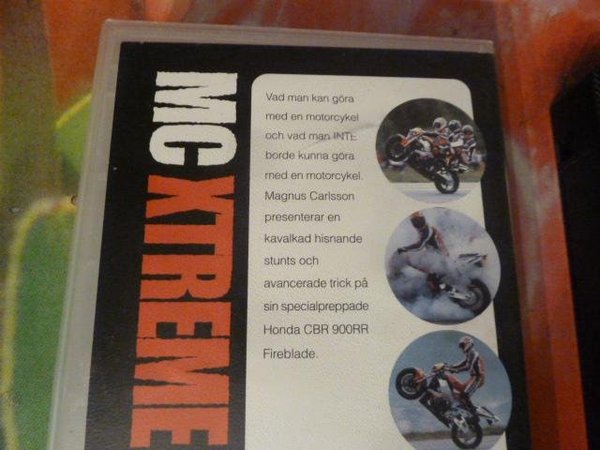 MC XTREME
Vad man kan göra
med en motorcykel
och vad man INTE
borde kunna göra
med en motorcykel.
Magnus Carlsson
presenterar en
kavalkad hisnande
stunts och
avancerade trick på
sin specialpreppade
Honda CBR 900RR
Fireblade.